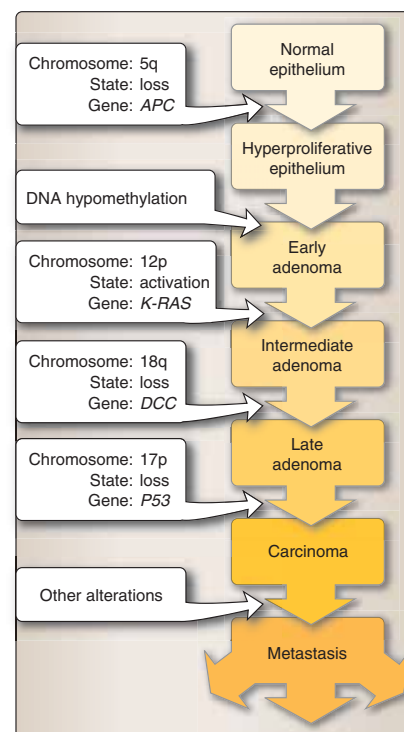 Normal
epithelium
Chromosome: 5q
State: loss
Gene: APC
Hyperproliferative
epithelium
DNA hypomethylation
Early
adenoma
Chromosome: 12p
State: activation
Gene: K-RAS
Intermediate
adenoma
Chromosome: 18q
State: loss
Gene: DCC
Late
adenoma
Chromosome: 17p
State: loss
Gene: P53
Carcinoma
Other alterations
Metastasis